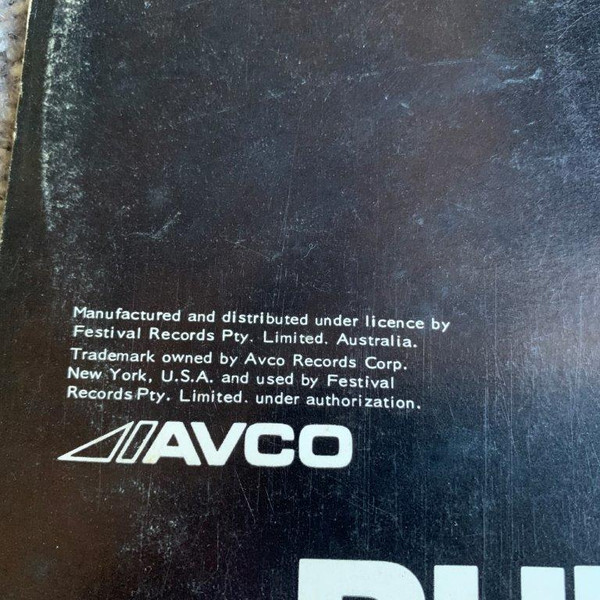 Manufactured and distributed under licence by
Festival Records Pty. Limited. Australia.
Trademark owned by Avco Records Corp.
New York, U.S.A. and used by Festival
Records Pty. Limited. under authorization.
AVCO